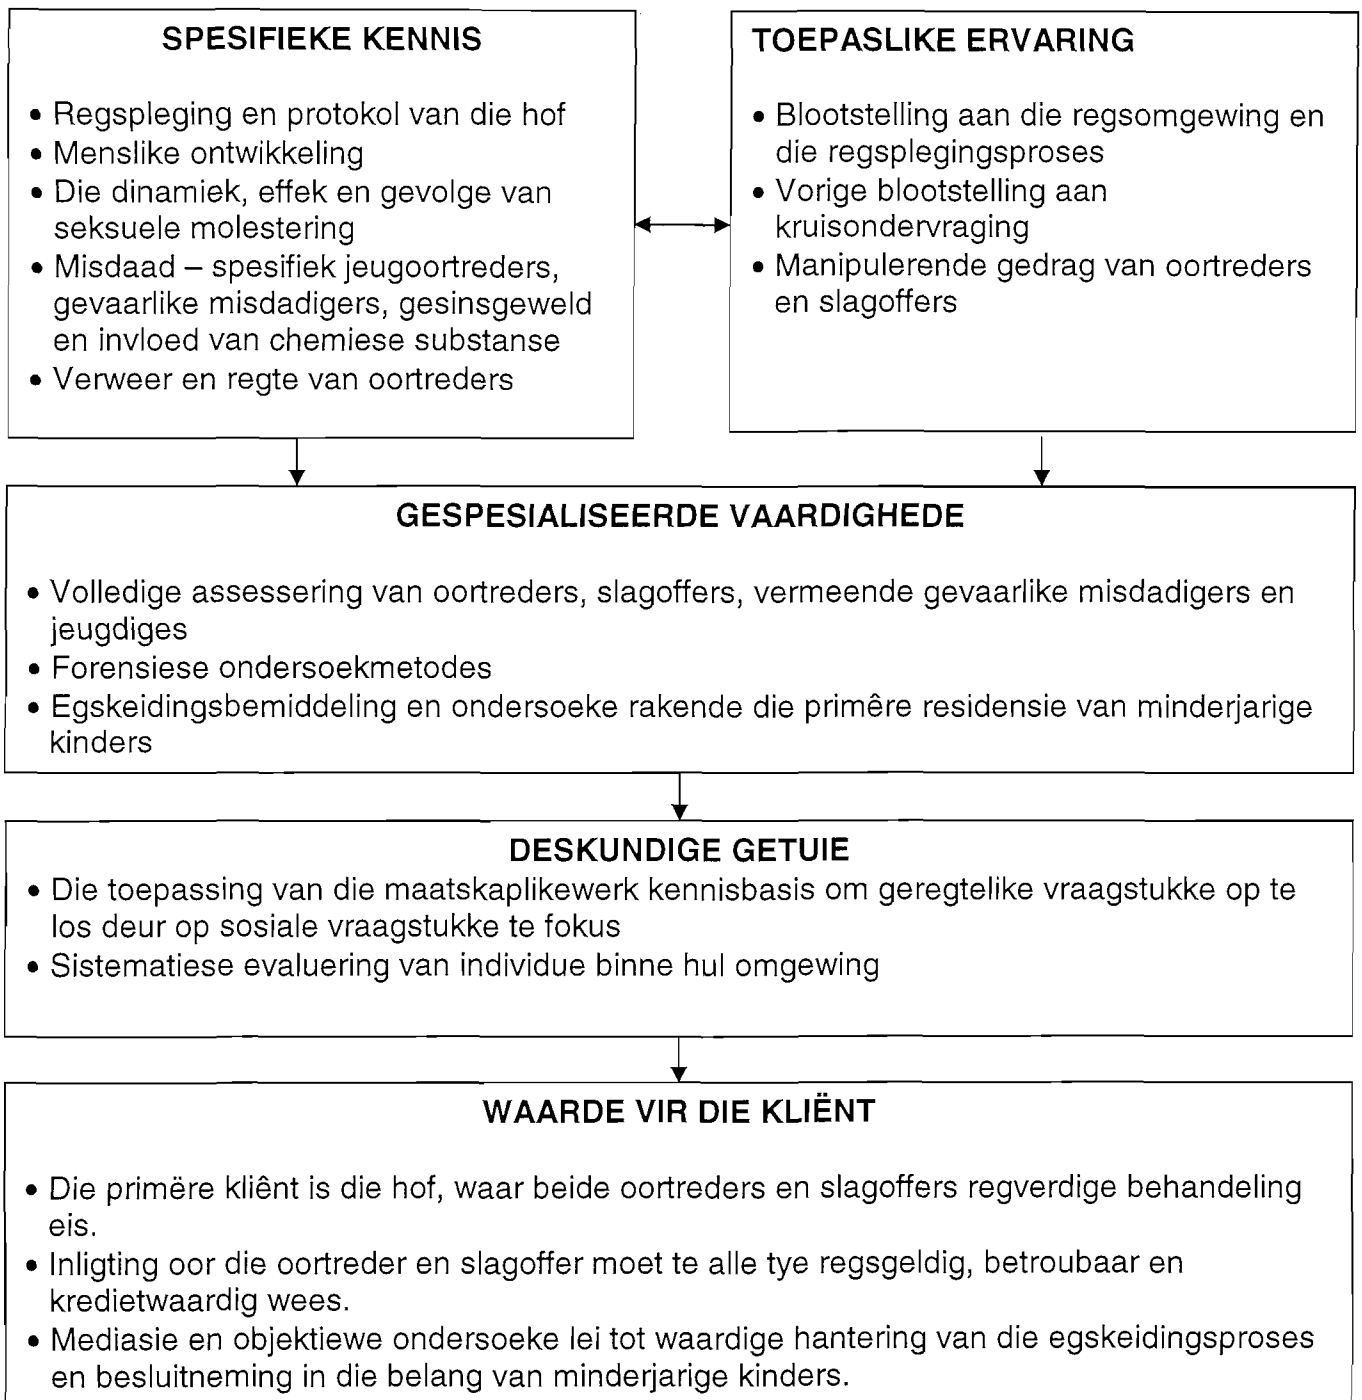 SPESIFIEKE KENNIS
• Regspleging en protokol van die hof
• Menslike ontwikkeling
• Die dinamiek, effek en gevolge van
seksuele molestering
• Misdaad – spesifiek jeugoortreders,
gevaarlike misdadigers, gesinsgeweld
en invloed van chemiese substanse
• Verweer en regte van oortreders
TOEPASLIKE ERVARING
• Blootstelling aan die regsomgewing en
die regsplegingsproses
• Vorige blootstelling aan
kruisondervraging
• Manipulerende gedrag van oortreders
en slagoffers
GESPESIALISEERDE VAARDIGHEDE
• Volledige assessering van oortreders, slagoffers, vermeende gevaarlike misdadigers en
jeugdiges
• Forensiese ondersoekmetodes
• Egskeidingsbemiddeling en ondersoeke rakende die primêre residensie van minderjarige
kinders
DESKUNDIGE GETUIE
• Die toepassing van die maatskaplikewerk kennisbasis om geregtelike vraagstukke op te
los deur op sosiale vraagstukke te fokus
• Sistematiese evaluering van individue binne hul omgewing
WAARDE VIR DIE KLIËNT
• Die primëre kliênt is die hof, waar beide oortreders en slagoffers regverdige behandeling
eis.
• Inligting oor die oortreder en slagoffer moet te alle tye regsgeldig, betroubaar en
kredietwaardig wees.
• Mediasie en objektiewe ondersoeke lei tot waardige hantering van die egskeidingsproses
en besluitneming in die belang van minderjarige kinders.